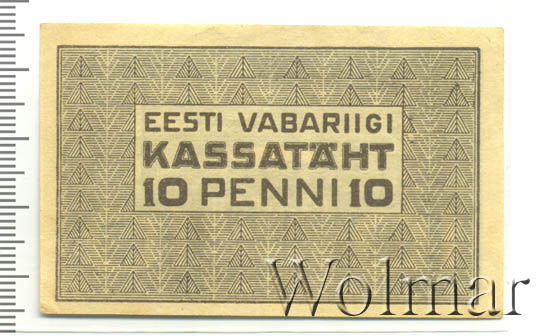 EESTI VABARIIGI
KASSATÄHT
10 PENNI 10
Wolmar